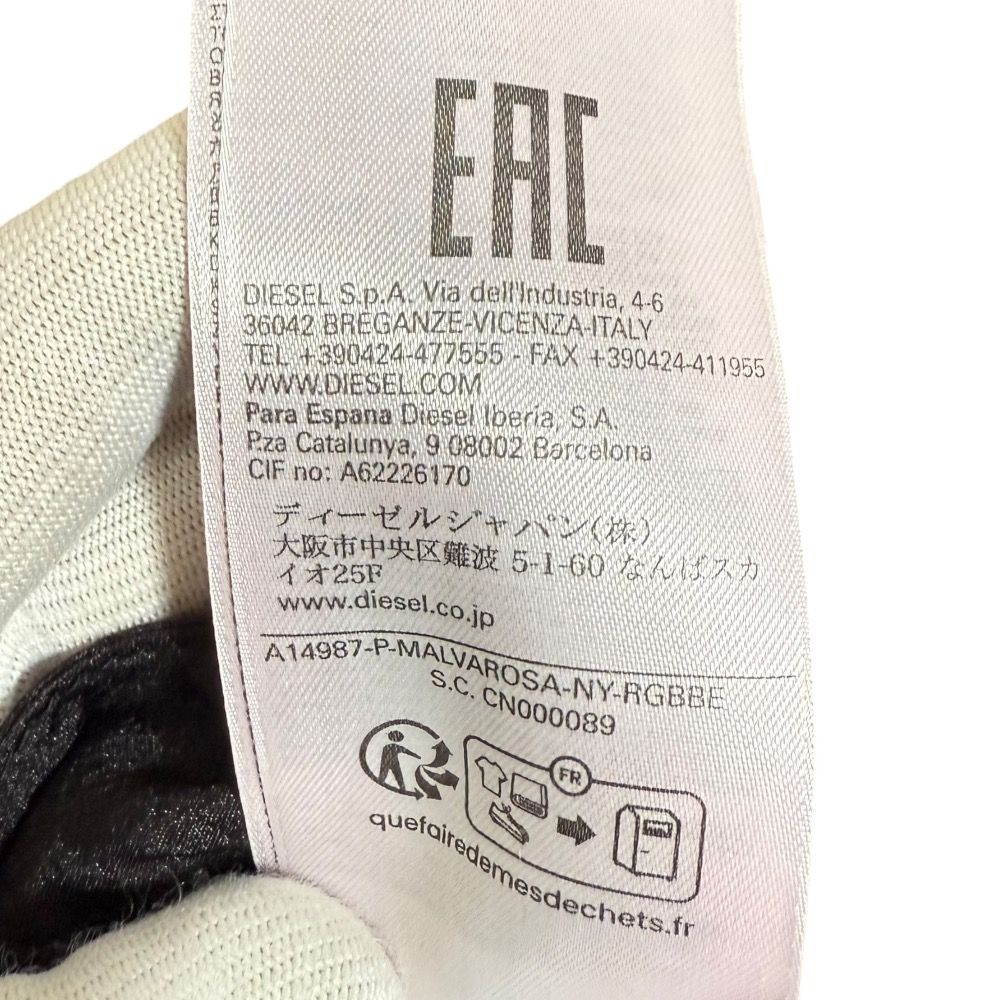 EAC
DIESEL S.p.A. Via dell'Industria, 4-6
36042 BREGANZE-VICENZA-ITALY
TEL +390424-477555 - FAX +390424-411955
WWW.DIESEL.COM
Para Espana Diesel Iberia, S.A.
P.za Catalunya, 9 08002 Barcelona
CIF no: A62226170
ディーゼルジャパン(株)
大阪市中央区難波 5-1-60 なんばスカ
イオ25F
www.diesel.co.jp
A14987-P-MALVAROSA-NY-RGBBE
S.C. CN000089
FR
quefairedemesdechets.fr